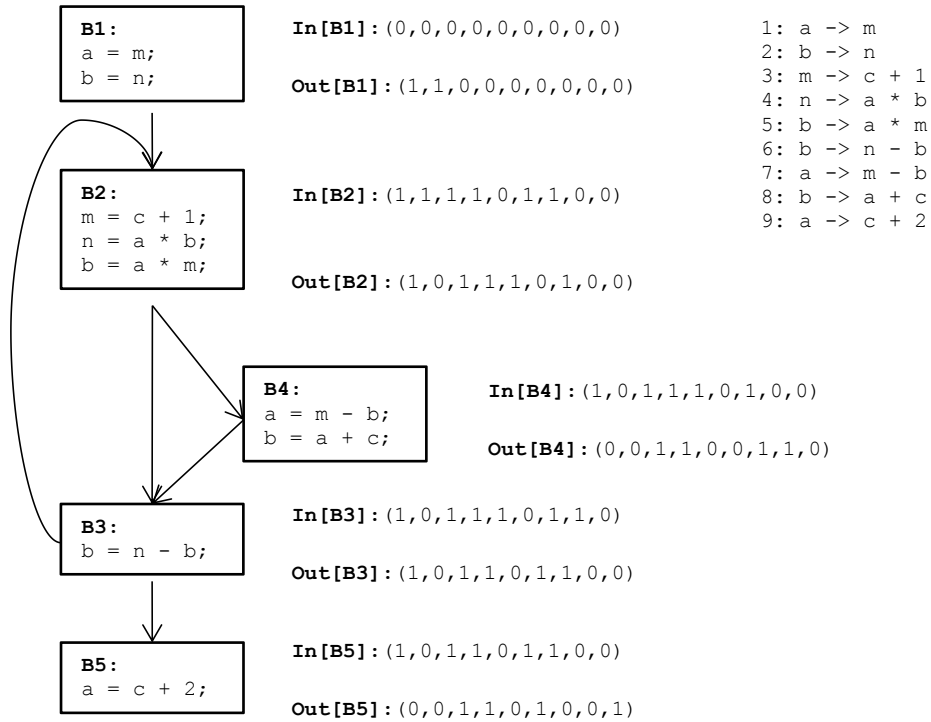 B1:
a = m;
b = n;
In[B1]:(0,0,0,0,0,0,0,0,0)
Out[B1]:(1,1,0,0,0,0,0,0,0)
1: a -> m
2: b -> n
3: m -> c + 1
4: n -> a * b
5: b -> a * m
6: b -> n - b
7: a -> m - b
8: b -> a + c
9: a -> c + 2
B2:
m = c + 1;
n = a * b;
b = a * m;
In[B2]:(1,1,1,1,0,1,1,0,0)
Out[B2]:(1,0,1,1,1,0,1,0,0)
B4:
a = m - b;
b = a + c;
In[B4]:(1,0,1,1,1,0,1,0,0)
Out[B4]:(0,0,1,1,0,0,1,1,0)
B3:
b = n - b;
In[B3]:(1,0,1,1,1,0,1,1,0)
Out[B3]:(1,0,1,1,0,1,1,0,0)
B5:
a = c + 2;
In[B5]:(1,0,1,1,0,1,1,0,0)
Out[B5]:(0,0,1,1,0,1,0,0,1)